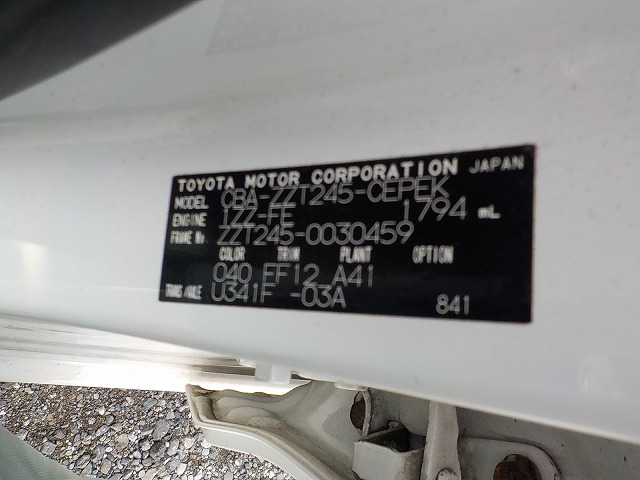 TOYOTA MOTOR CORPORATION JAPAN
MODEL CBA-ZZT245-CEPEK
ENGINE 1ZZ-FE 1794 mL
FRAME No. ZZT245-0030459
COLOR TRIM PLANT OPTION
040 FF12 A41
TRANS/AXLE U341F -03A 841